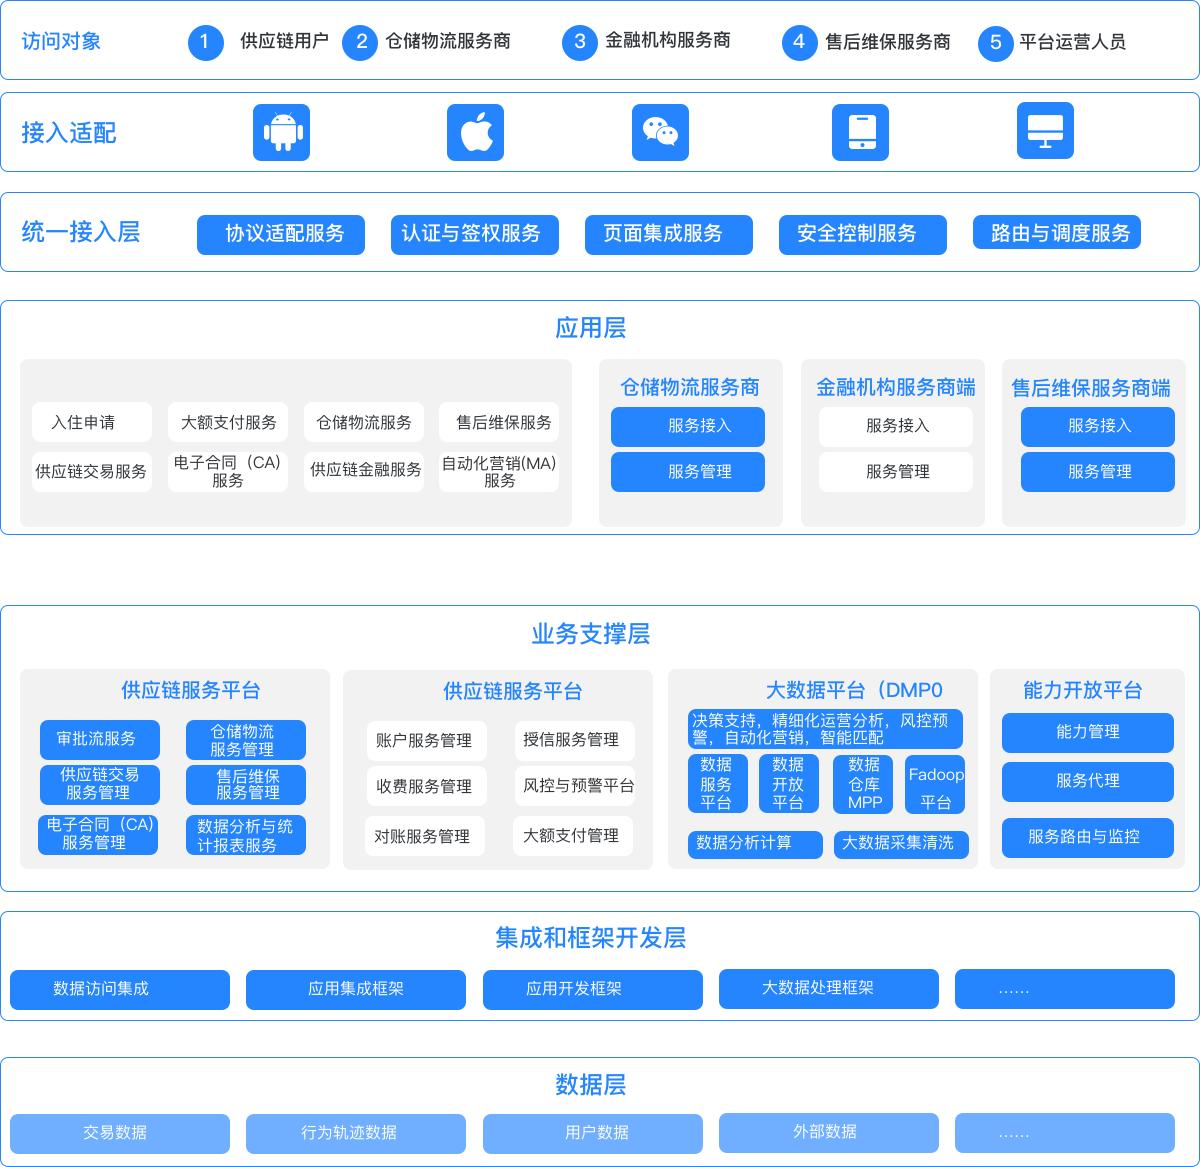 访问对象
1 供应链用户
2 仓储物流服务商
3 金融机构服务商
4 售后维保服务商
5 平台运营人员
接入适配
统一接入层
协议适配服务
认证与签权服务
页面集成服务
安全控制服务
路由与调度服务
应用层
入住申请
大额支付服务
仓储物流服务
售后维保服务
供应链交易服务
电子合同（CA）
服务
供应链金融服务
自动化营销(MA)
服务
仓储物流服务商
服务接入
服务管理
金融机构服务商端
服务接入
服务管理
售后维保服务商端
服务接入
服务管理
业务支撑层
供应链服务平台
审批流服务
仓储物流
服务管理
供应链交易
服务管理
售后维保
服务管理
电子合同（CA）
服务管理
数据分析与统
计报表服务
供应链服务平台
账户服务管理
授信服务管理
收费服务管理
风控与预警平台
对账服务管理
大额支付管理
大数据平台（DMP0
决策支持，精细化运营分析，风控预
警，自动化营销，智能匹配
数据
服务
平台
数据
开放
平台
数据
仓库
MPP
Fadoop
平台
数据分析计算
大数据采集清洗
能力开放平台
能力管理
服务代理
服务路由与监控
集成和框架开发层
数据访问集成
应用集成框架
应用开发框架
大数据处理框架
……
数据层
交易数据
行为轨迹数据
用户数据
外部数据
……